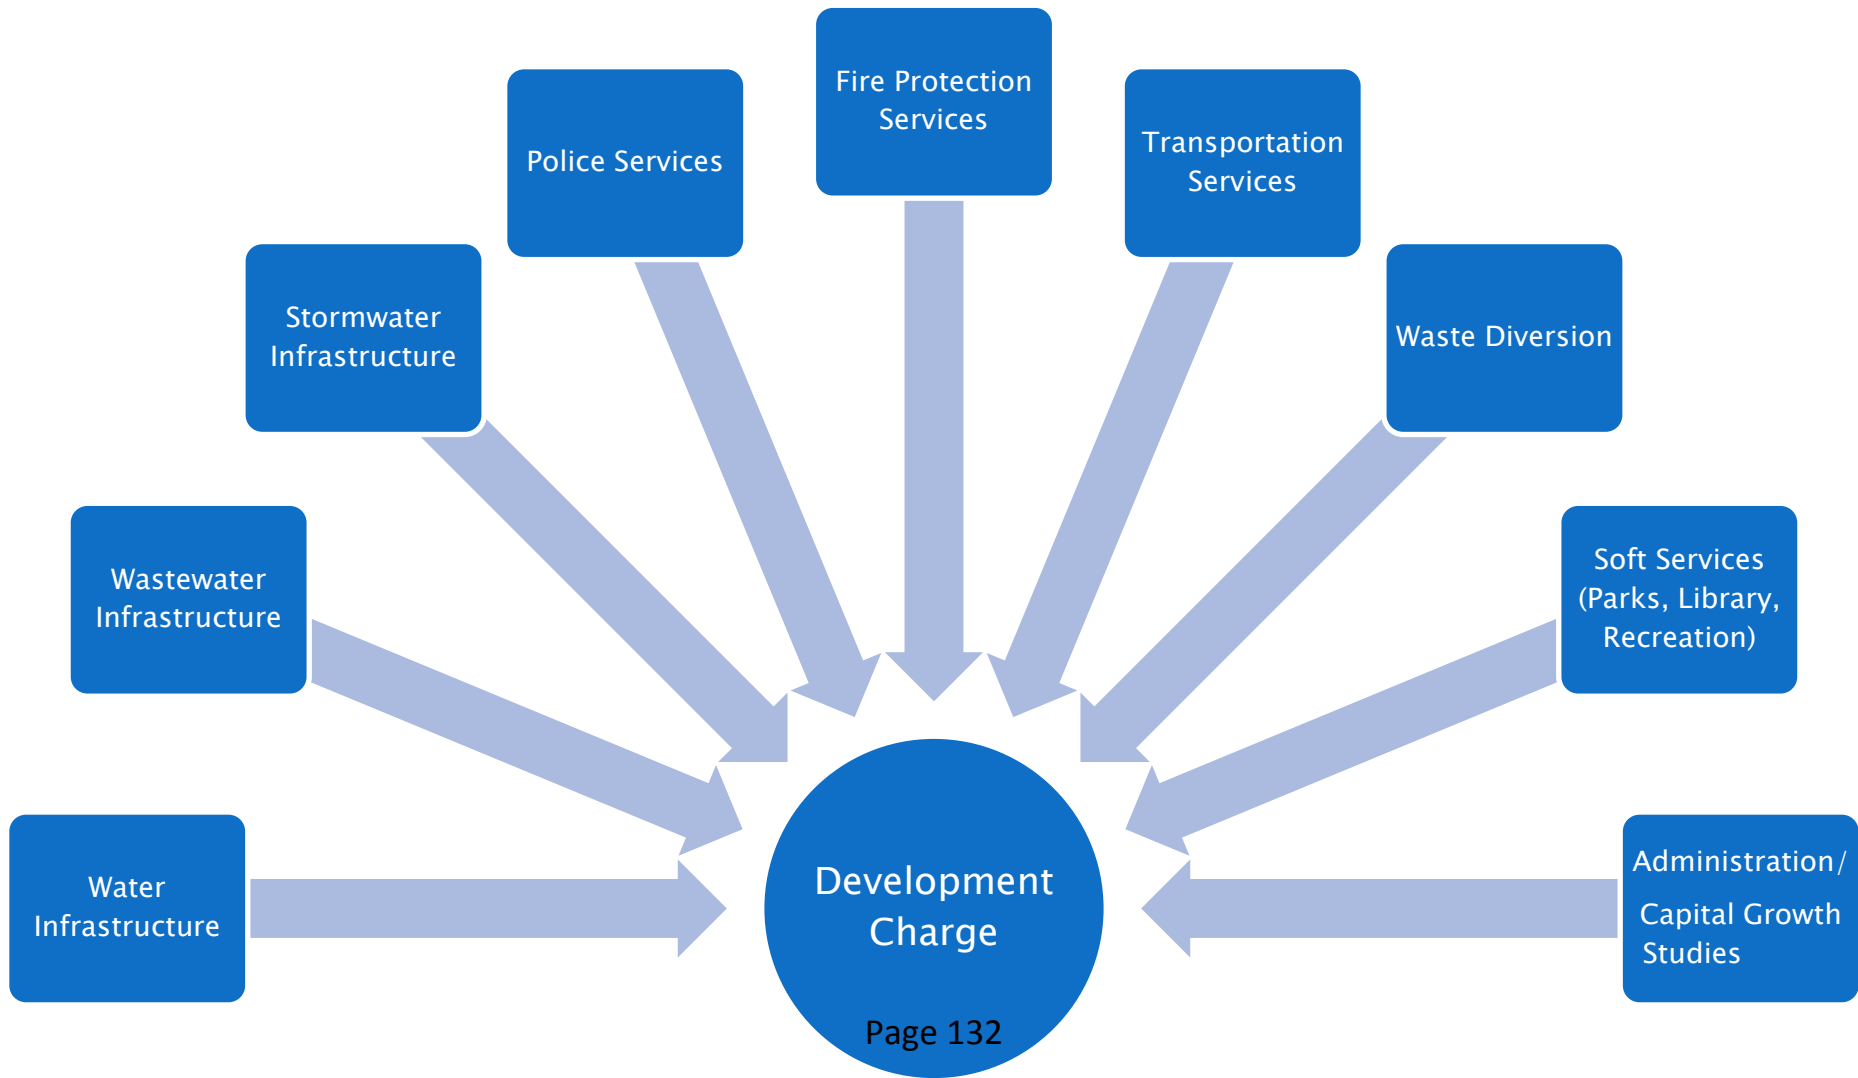 Fire Protection
Services
Police Services
Transportation
Services
Stormwater
Infrastructure
Waste Diversion
Wastewater
Infrastructure
Soft Services
(Parks, Library,
Recreation)
Water
Infrastructure
Development
Charge
Administration/
Capital Growth
Studies
Page 132